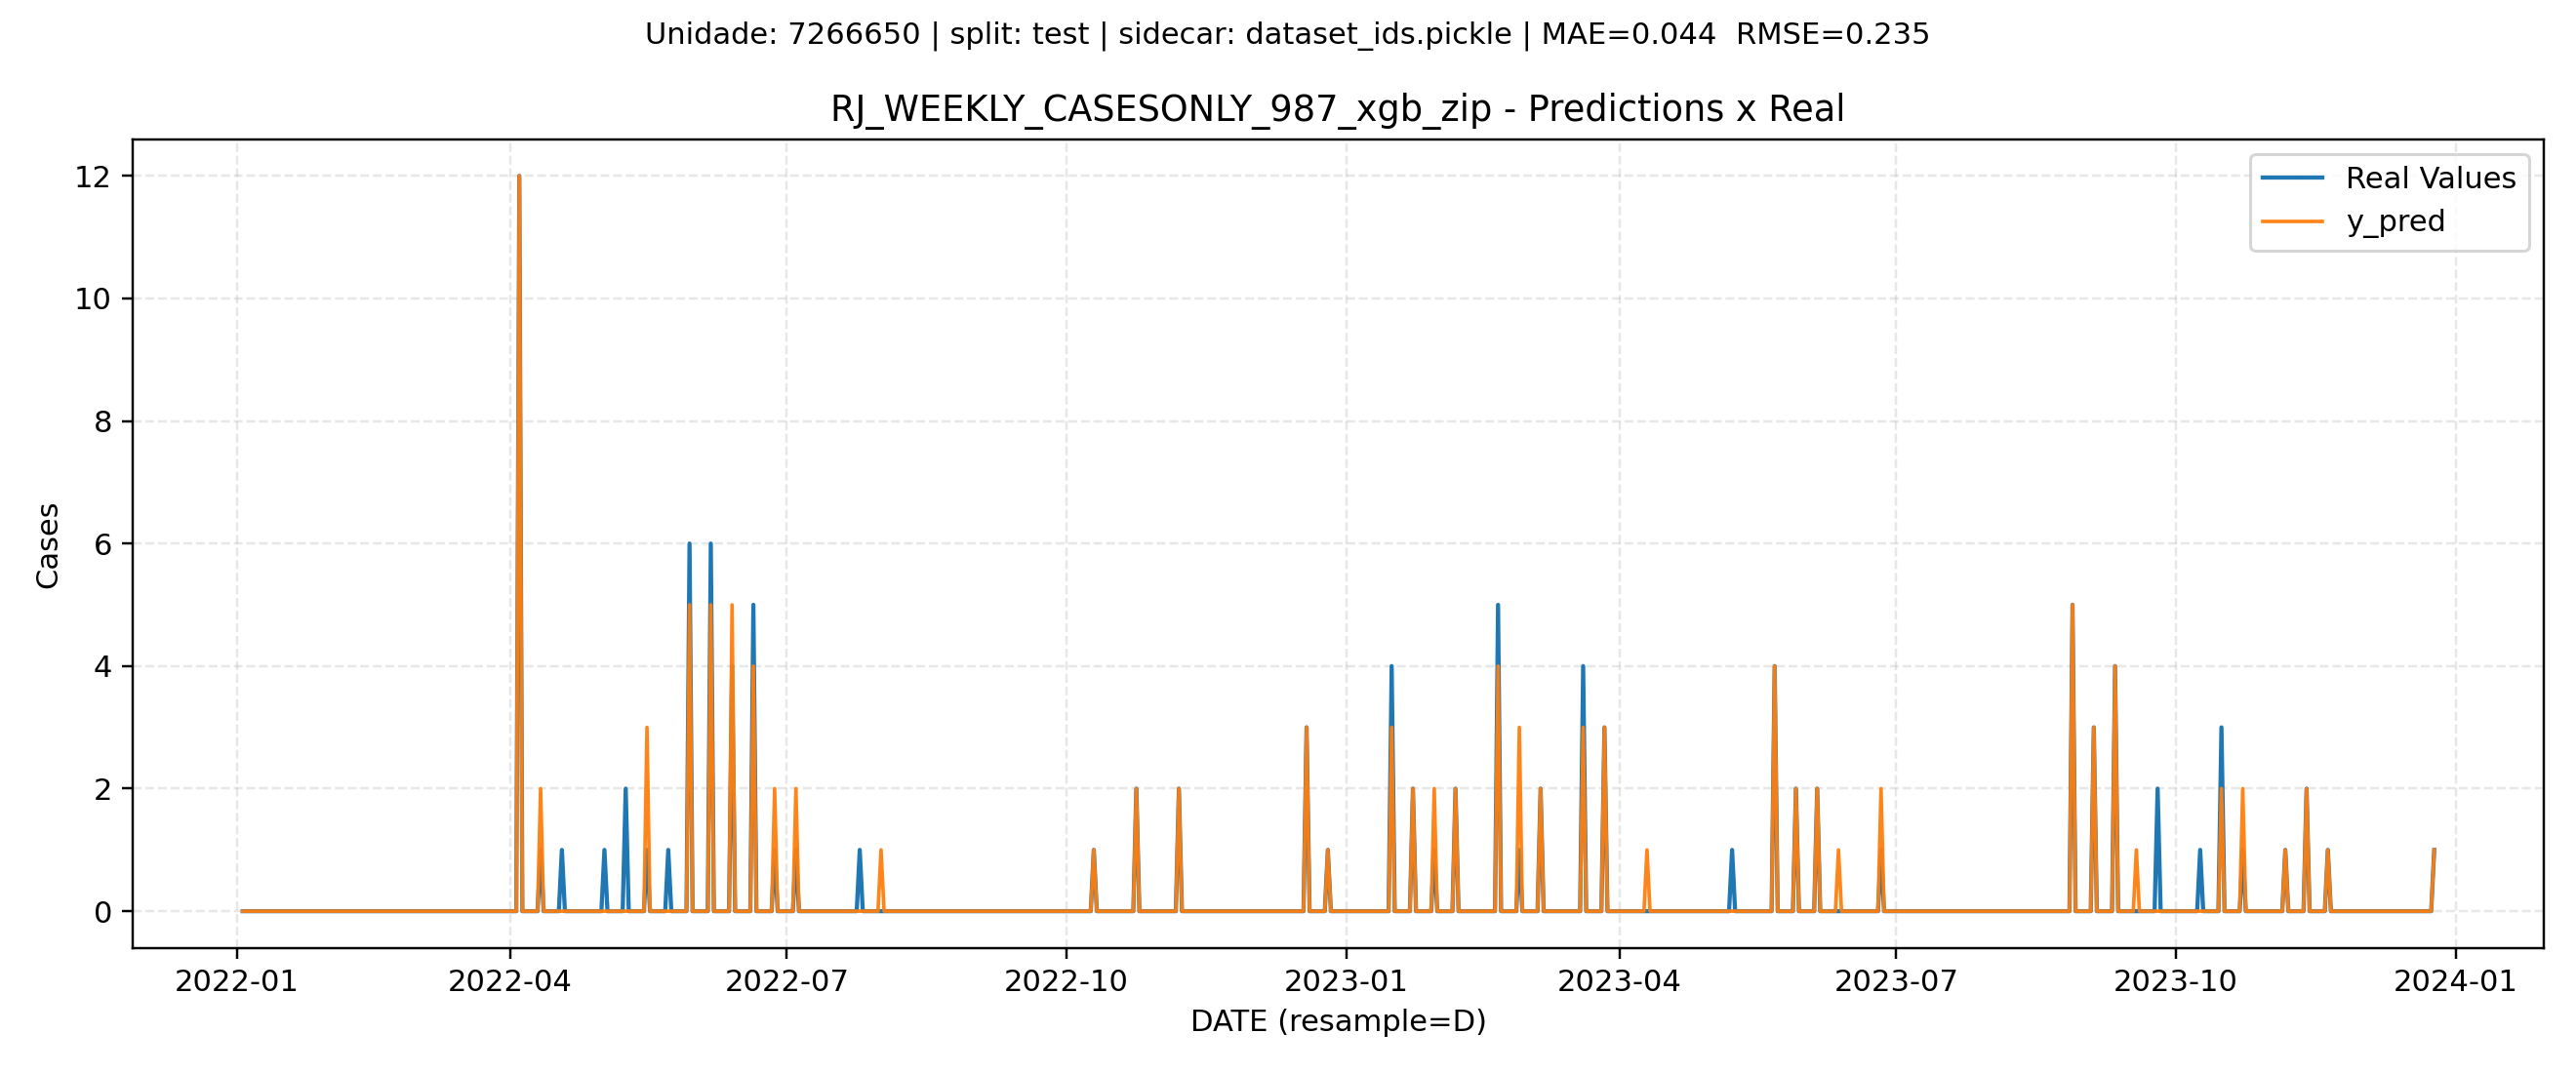 Unidade: 7266650 | split: test | sidecar: dataset_ids.pickle | MAE=0.044  RMSE=0.235
RJ_WEEKLY_CASESONLY_987_xgb_zip - Predictions x Real
Real Values
y_pred
12
10
8
6
4
2
0
Cases
2022-01 2022-04 2022-07 2022-10 2023-01 2023-04 2023-07 2023-10 2024-01
DATE (resample=D)